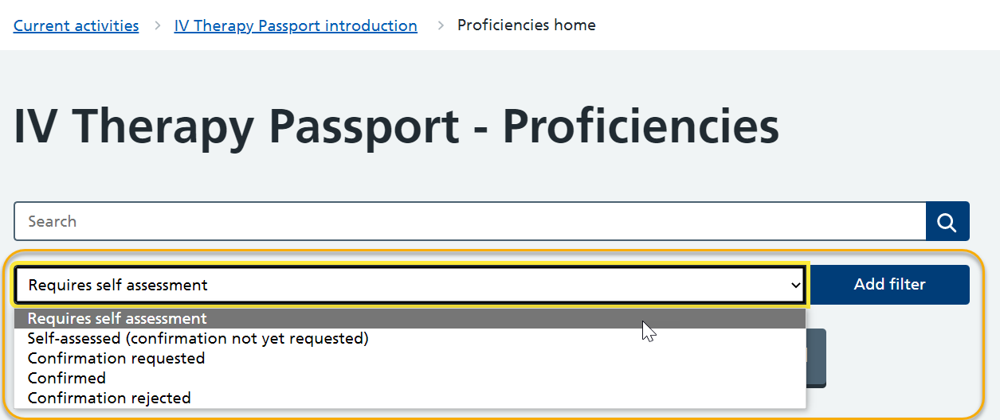 Current activities > IV Therapy Passport introduction > Proficiencies home
IV Therapy Passport - Proficiencies
Search
Requires self assessment
Add filter
Requires self assessment
Self-assessed (confirmation not yet requested)
Confirmation requested
Confirmed
Confirmation rejected